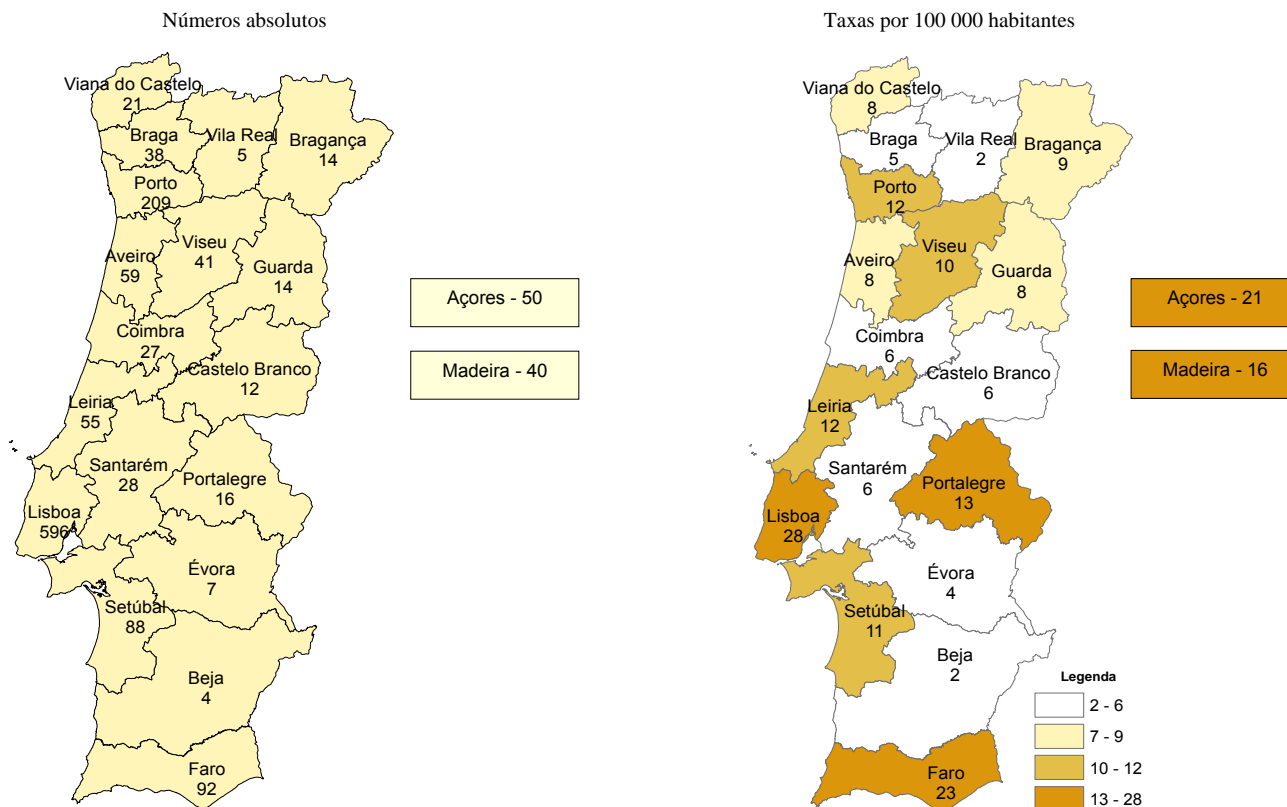 Números absolutos
Viana do Castelo
21
Braga
38
Vila Real
5
Bragança
14
Porto
209
Aveiro
59
Viseu
41
Guarda
14
Coimbra
27
Castelo Branco
12
Leiria
55
Santarém
28
Portalegre
16
Lisboa
596
Évora
7
Setúbal
88
Beja
4
Faro
92
Açores - 50
Madeira - 40
Taxas por 100 000 habitantes
Viana do Castelo
8
Braga
5
Vila Real
2
Bragança
9
Porto
12
Aveiro
8
Viseu
10
Guarda
8
Coimbra
6
Castelo Branco
6
Leiria
12
Santarém
6
Portalegre
13
Lisboa
28
Évora
4
Setúbal
11
Beja
2
Faro
23
Açores - 21
Madeira - 16
Legenda
2 - 6
7 - 9
10 - 12
13 - 28